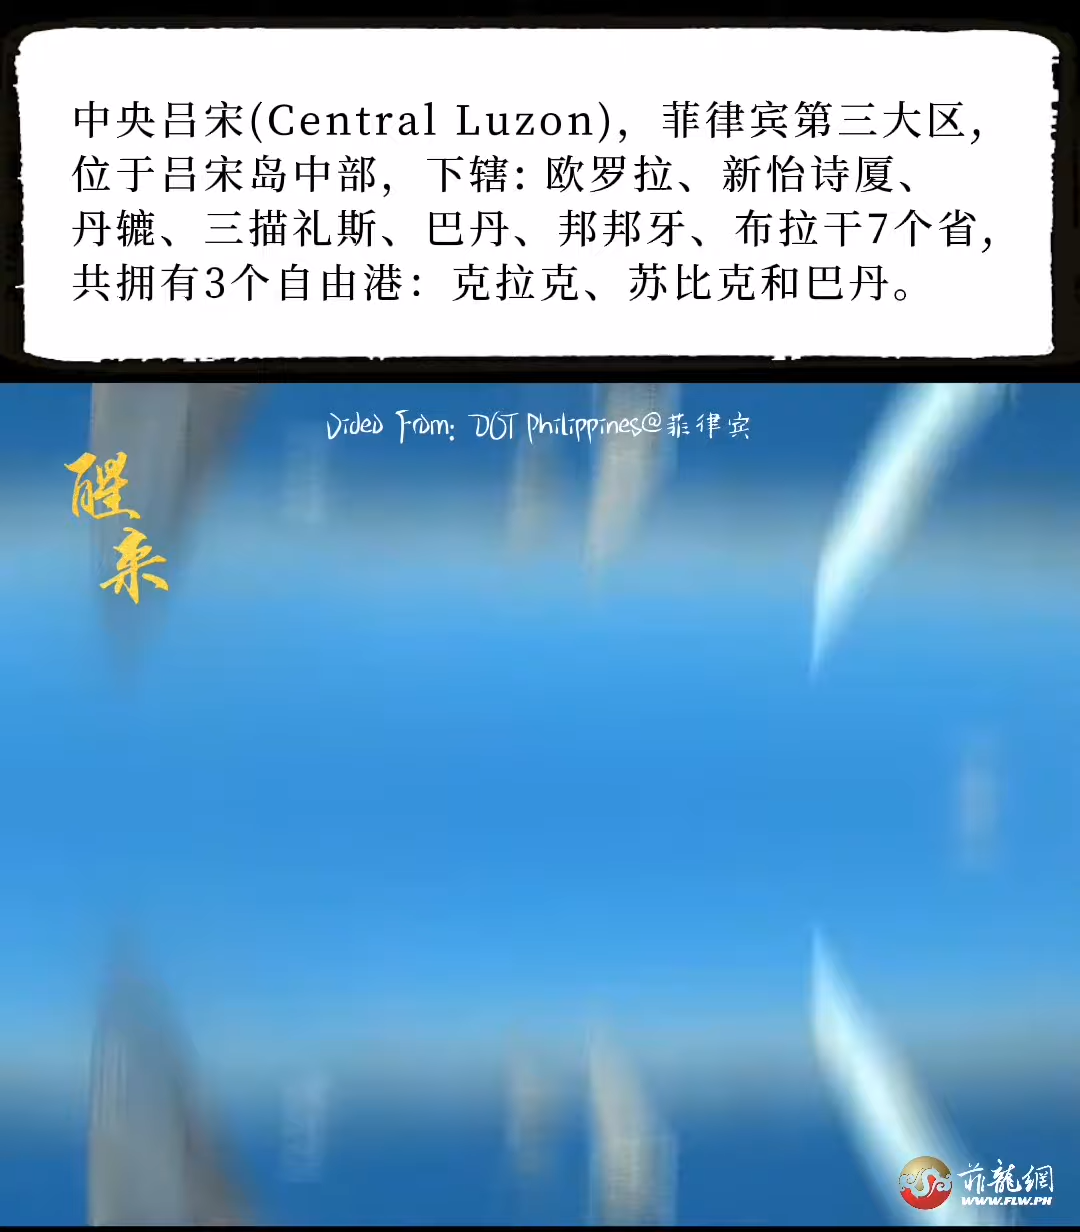 中央吕宋(Central Luzon)，菲律宾第三大区，
位于吕宋岛中部，下辖：欧罗拉、新怡诗厦、
丹辘、三描礼斯、巴丹、邦邦牙、布拉干7个省，
共拥有3个自由港：克拉克、苏比克和巴丹。
Dided From: DOT Philippines@菲律宾
醒
来
菲龍網
WWW.FLW.PH